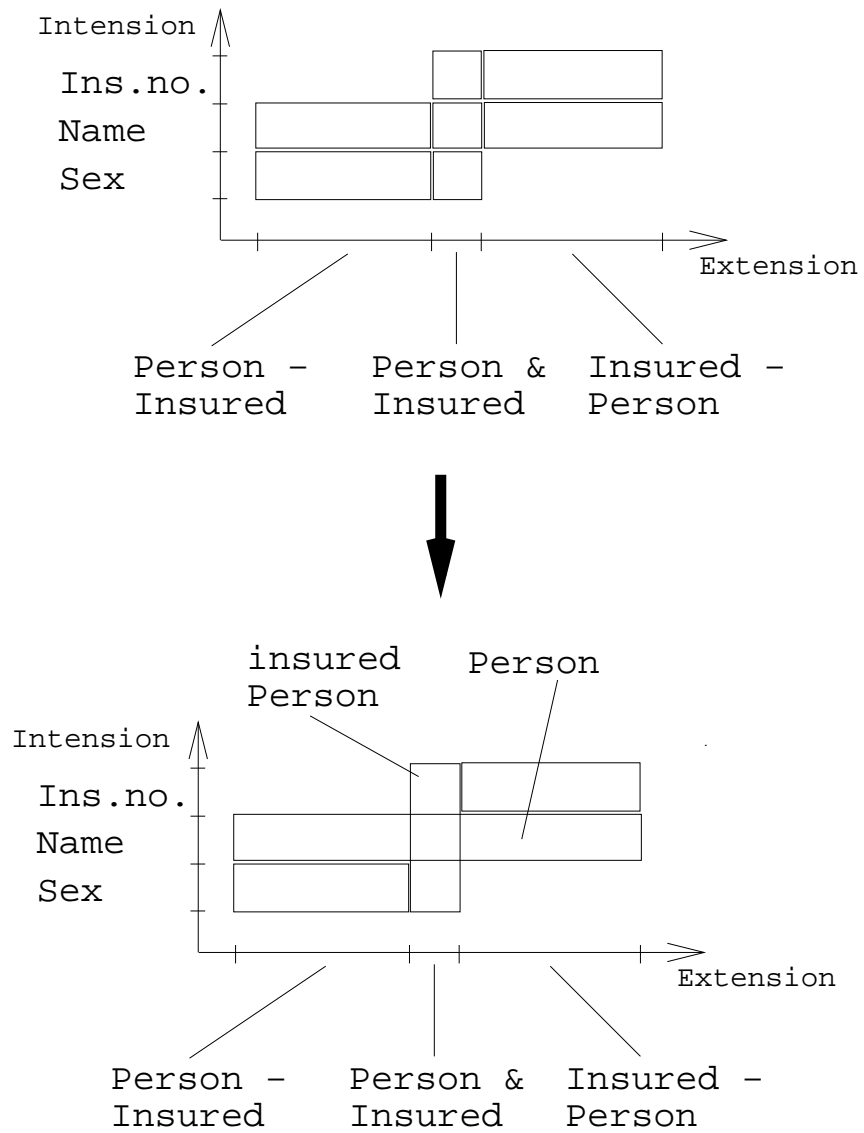 Intension
Ins.no.
Name
Sex
Extension
Person – Person & Insured –
Insured Insured Person
insured Person
Person
Intension
Ins.no.
Name
Sex
Extension
Person – Person & Insured –
Insured Insured Person